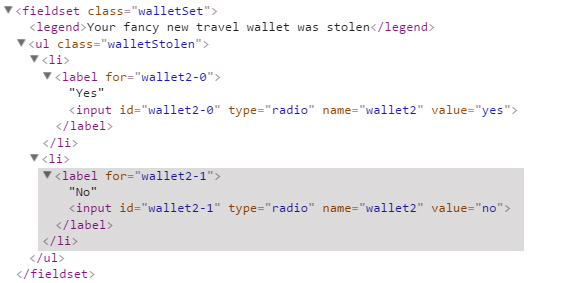 ▼<fieldset class="walletSet">
<legend>Your fancy new travel wallet was stolen</legend>
▼<ul class="walletStolen">
▼<li>
▼<label for="wallet2-0">
"Yes"
<input id="wallet2-0" type="radio" name="wallet2" value="yes">
</label>
</li>
▼<li>
▼<label for="wallet2-1">
"No"
<input id="wallet2-1" type="radio" name="wallet2" value="no">
</label>
</li>
</ul>
</fieldset>